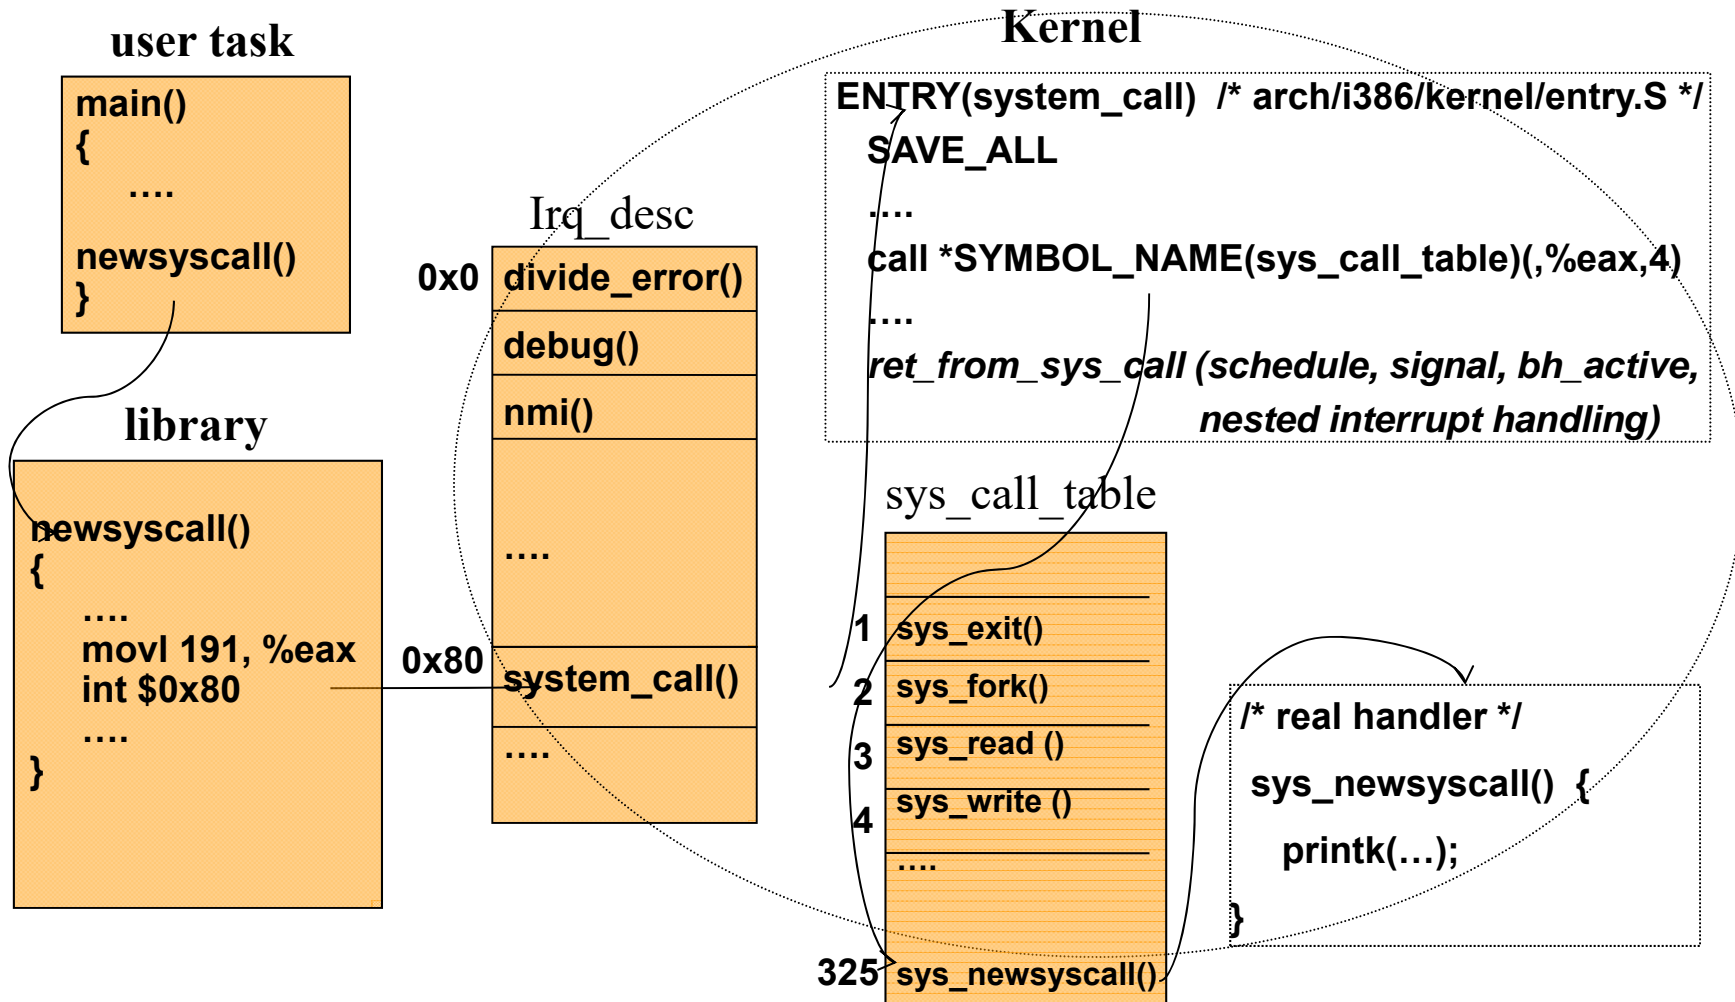 user task
main()
{
....
newsyscall()
}
library
newsyscall()
{
....
movl 191, %eax
int $0x80
....
}
Irq_desc
0x0 divide_error()
debug()
nmi()
....
0x80 system_call()
....
Kernel
ENTRY(system_call) /* arch/i386/kernel/entry.S */
SAVE_ALL
....
call *SYMBOL_NAME(sys_call_table)(,%eax,4)
....
ret_from_sys_call (schedule, signal, bh_active,
nested interrupt handling)
sys_call_table
1 sys_exit()
2 sys_fork()
3 sys_read ()
4 sys_write ()
....
325 sys_newsyscall()
/* real handler */
sys_newsyscall() {
printk(...);
}